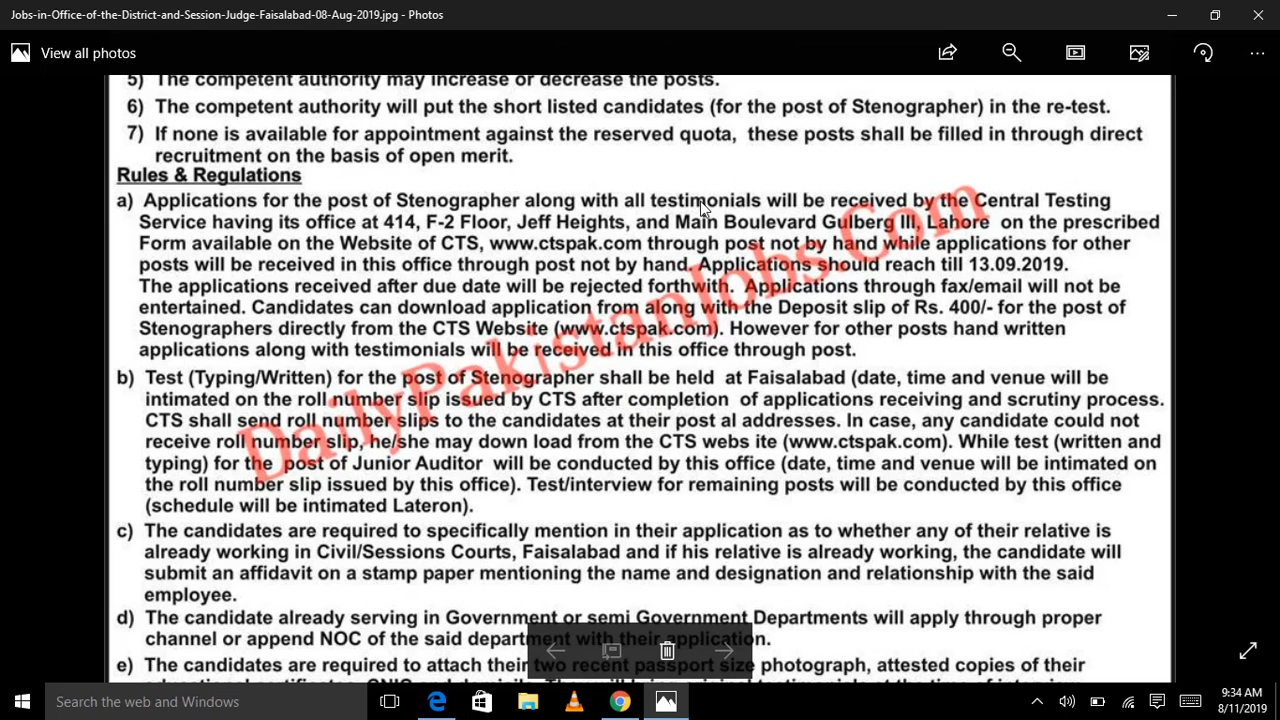 Jobs-in-Office-of-the-District-and-Session-Judge-Faisalabad-08-Aug-2019.jpg - Photos
View all photos
5) The competent authority may increase or decrease the posts.
6) The competent authority will put the short listed candidates (for the post of Stenographer) in the re-test.
7) If none is available for appointment against the reserved quota, these posts shall be filled in through direct
recruitment on the basis of open merit.
Rules & Regulations
a) Applications for the post of Stenographer along with all testimonials will be received by the Central Testing
Service having its office at 414, F-2 Floor, Jeff Heights, and Main Boulevard Gulberg III, Lahore on the prescribed
Form available on the Website of CTS, www.ctspak.com through post not by hand while applications for other
posts will be received in this office through post not by hand. Applications should reach till 13.09.2019.
The applications received after due date will be rejected forthwith. Applications through fax/email will not be
entertained. Candidates can download application from along with the Deposit slip of Rs. 400/- for the post of
Stenographers directly from the CTS Website (www.ctspak.com). However for other posts hand written
applications along with testimonials will be received in this office through post.
b) Test (Typing/Written) for the post of Stenographer shall be held at Faisalabad (date, time and venue will be
intimated on the roll number slip issued by CTS after completion of applications receiving and scrutiny process.
CTS shall send roll number slips to the candidates at their post al addresses. In case, any candidate could not
receive roll number slip, he/she may down load from the CTS webs ite (www.ctspak.com). While test (written and
typing) for the post of Junior Auditor will be conducted by this office (date, time and venue will be intimated on
the roll number slip issued by this office). Test/interview for remaining posts will be conducted by this office
(schedule will be intimated Lateron).
c) The candidates are required to specifically mention in their application as to whether any of their relative is
already working in Civil/Sessions Courts, Faisalabad and if his relative is already working, the candidate will
submit an affidavit on a stamp paper mentioning the name and designation and relationship with the said
employee.
d) The candidate already serving in Government or semi Government Departments will apply through proper
channel or append NOC of the said department with their application.
e) The candidates are required to attach their two recent passport size photograph, attested copies of their
DailyPakistanJobs.Com
Search the web and Windows
9:34 AM
8/11/2019